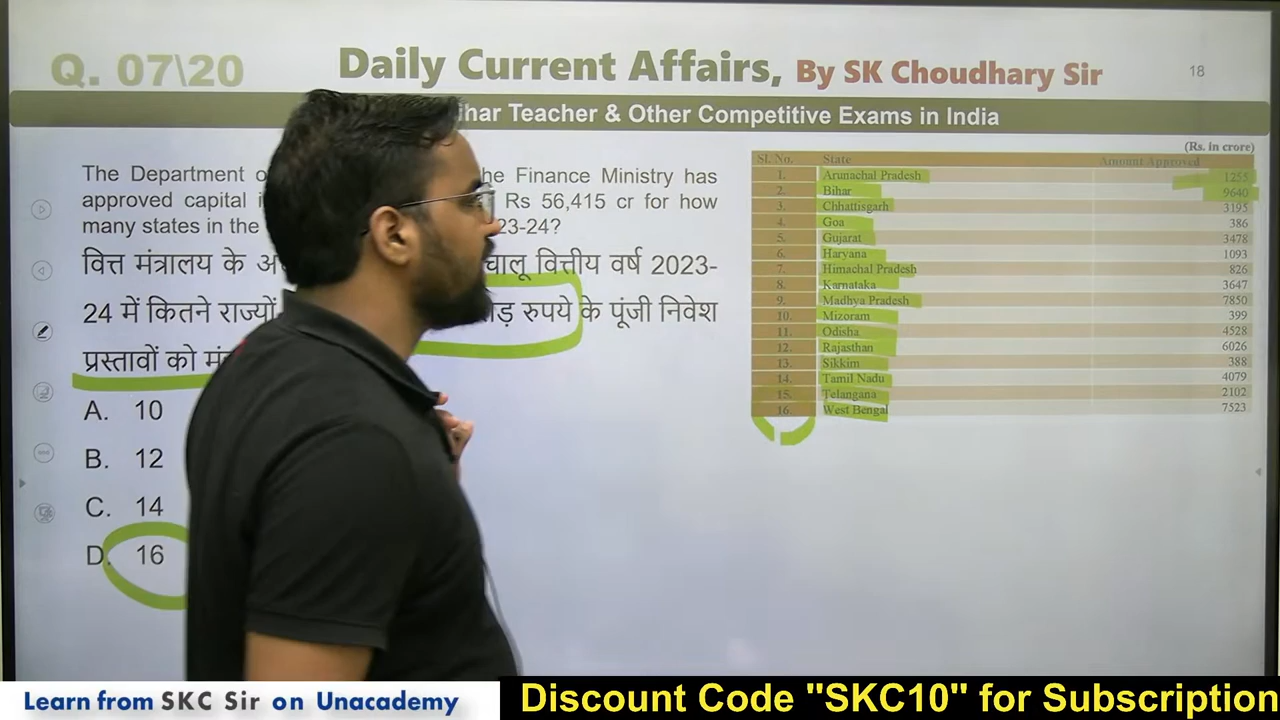 Q. 07\20
Daily Current Affairs, By SK Choudhary Sir
18
ihar Teacher & Other Competitive Exams in India
The Department o he Finance Ministry has
approved capital i Rs 56,415 cr for how
many states in the 23-24?
वित्त मंत्रालय के चालू वित्तीय वर्ष 2023-
24 में कितने राज्यों रुपये के पूंजी निवेश
प्रस्तावों को
A. 10
B. 12
C. 14
D. 16
(Rs. in crore)
Sl. No. State Amount Approved
1. Arunachal Pradesh 1255
2. Bihar 9640
3. Chhattisgarh 3195
4. Goa 386
5. Gujarat 3478
6. Haryana 1093
7. Himachal Pradesh 826
8. Karnataka 3647
9. Madhya Pradesh 7850
10. Mizoram 399
11. Odisha 4528
12. Rajasthan 6026
13. Sikkim 388
14. Tamil Nadu 4079
15. Telangana 2102
16. West Bengal 7523
Learn from SKC Sir on Unacademy
Discount Code "SKC10" for Subscription